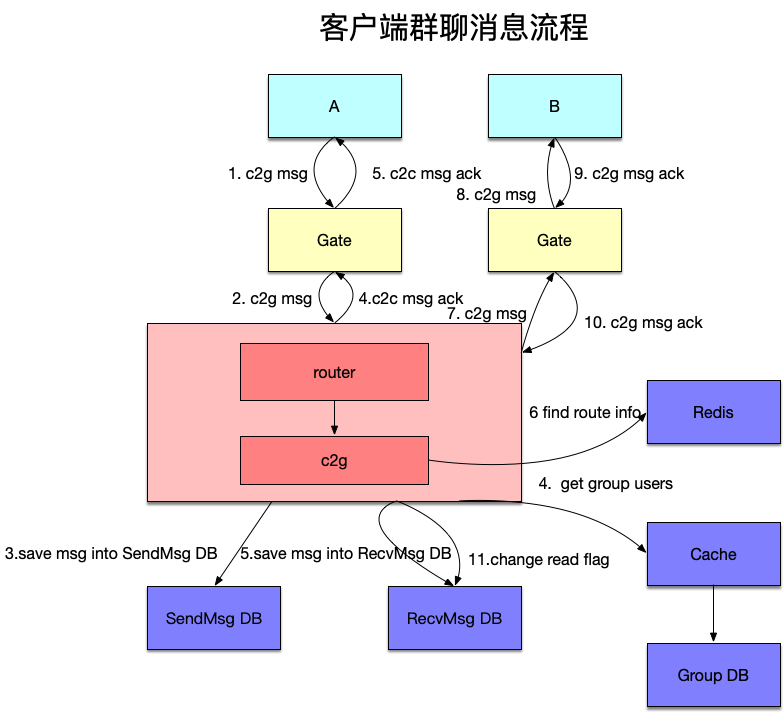 客户端群聊消息流程
A
B
1. c2g msg
5. c2c msg ack
8. c2g msg
9. c2g msg ack
Gate
Gate
2. c2g msg
4.c2c msg ack
7. c2g msg
10. c2g msg ack
router
6 find route info
Redis
c2g
4. get group users
3.save msg into SendMsg DB
5.save msg into RecvMsg DB
11.change read flag
Cache
SendMsg DB
RecvMsg DB
Group DB